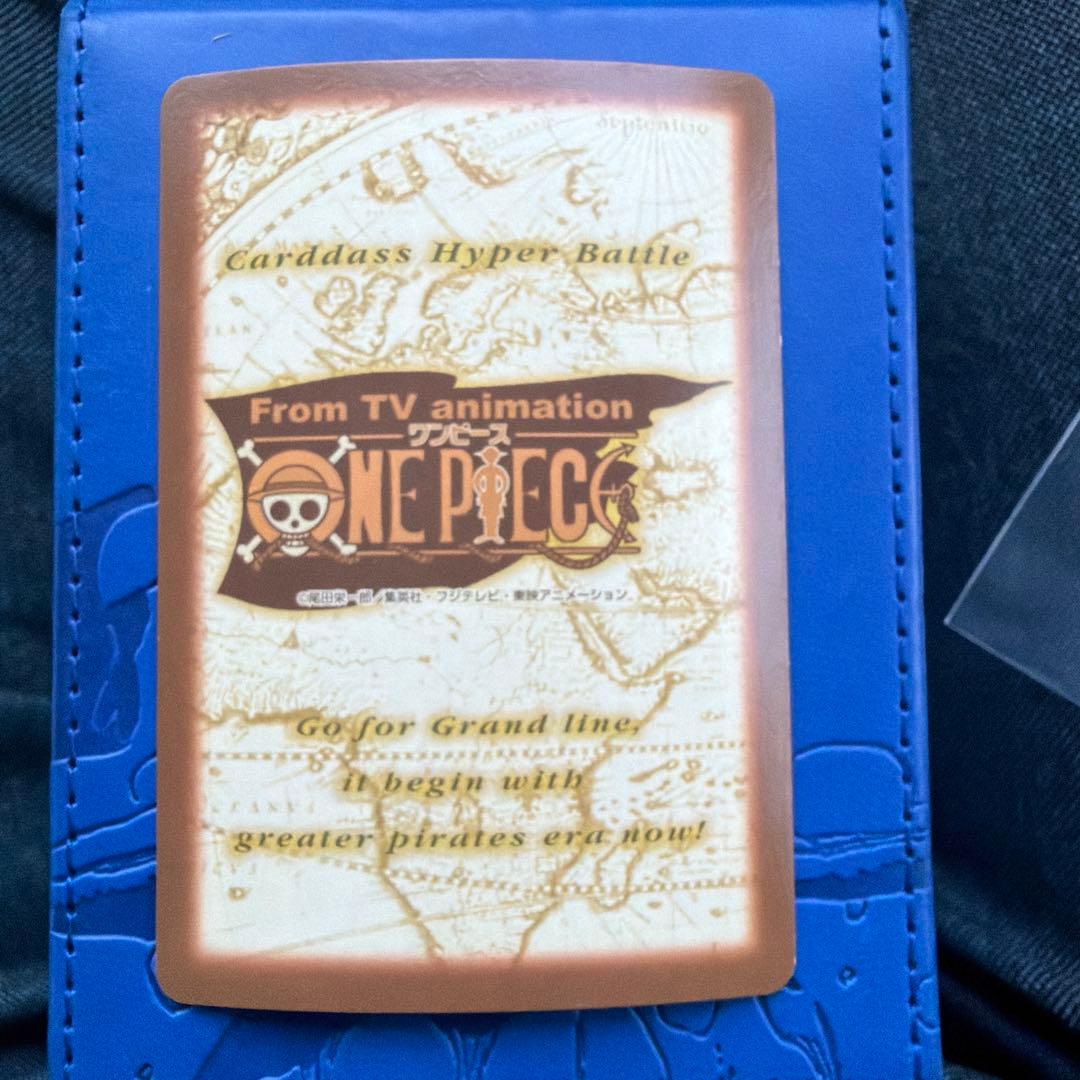 Septentrio
Carddass Hyper Battle
From TV animation
ワンピース
ONE PIECE
©尾田栄一郎/集英社・フジテレビ・東映アニメーション
Go for Grand line,
it begin with
greater pirates era now!